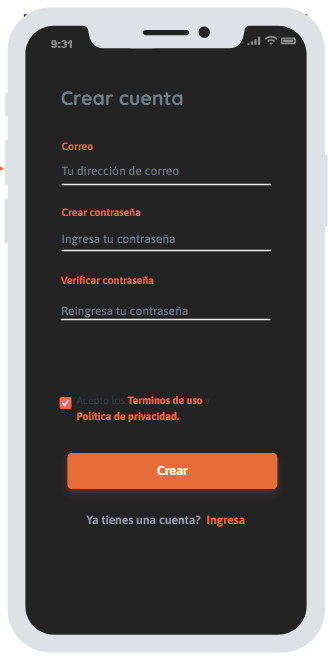 9:31
Crear cuenta
Correo
Tu dirección de correo
Crear contraseña
Ingresa tu contraseña
Verificar contraseña
Reingresa tu contraseña
Acepto los Terminos de uso y
Política de privacidad.
Crear
Ya tienes una cuenta? Ingresa